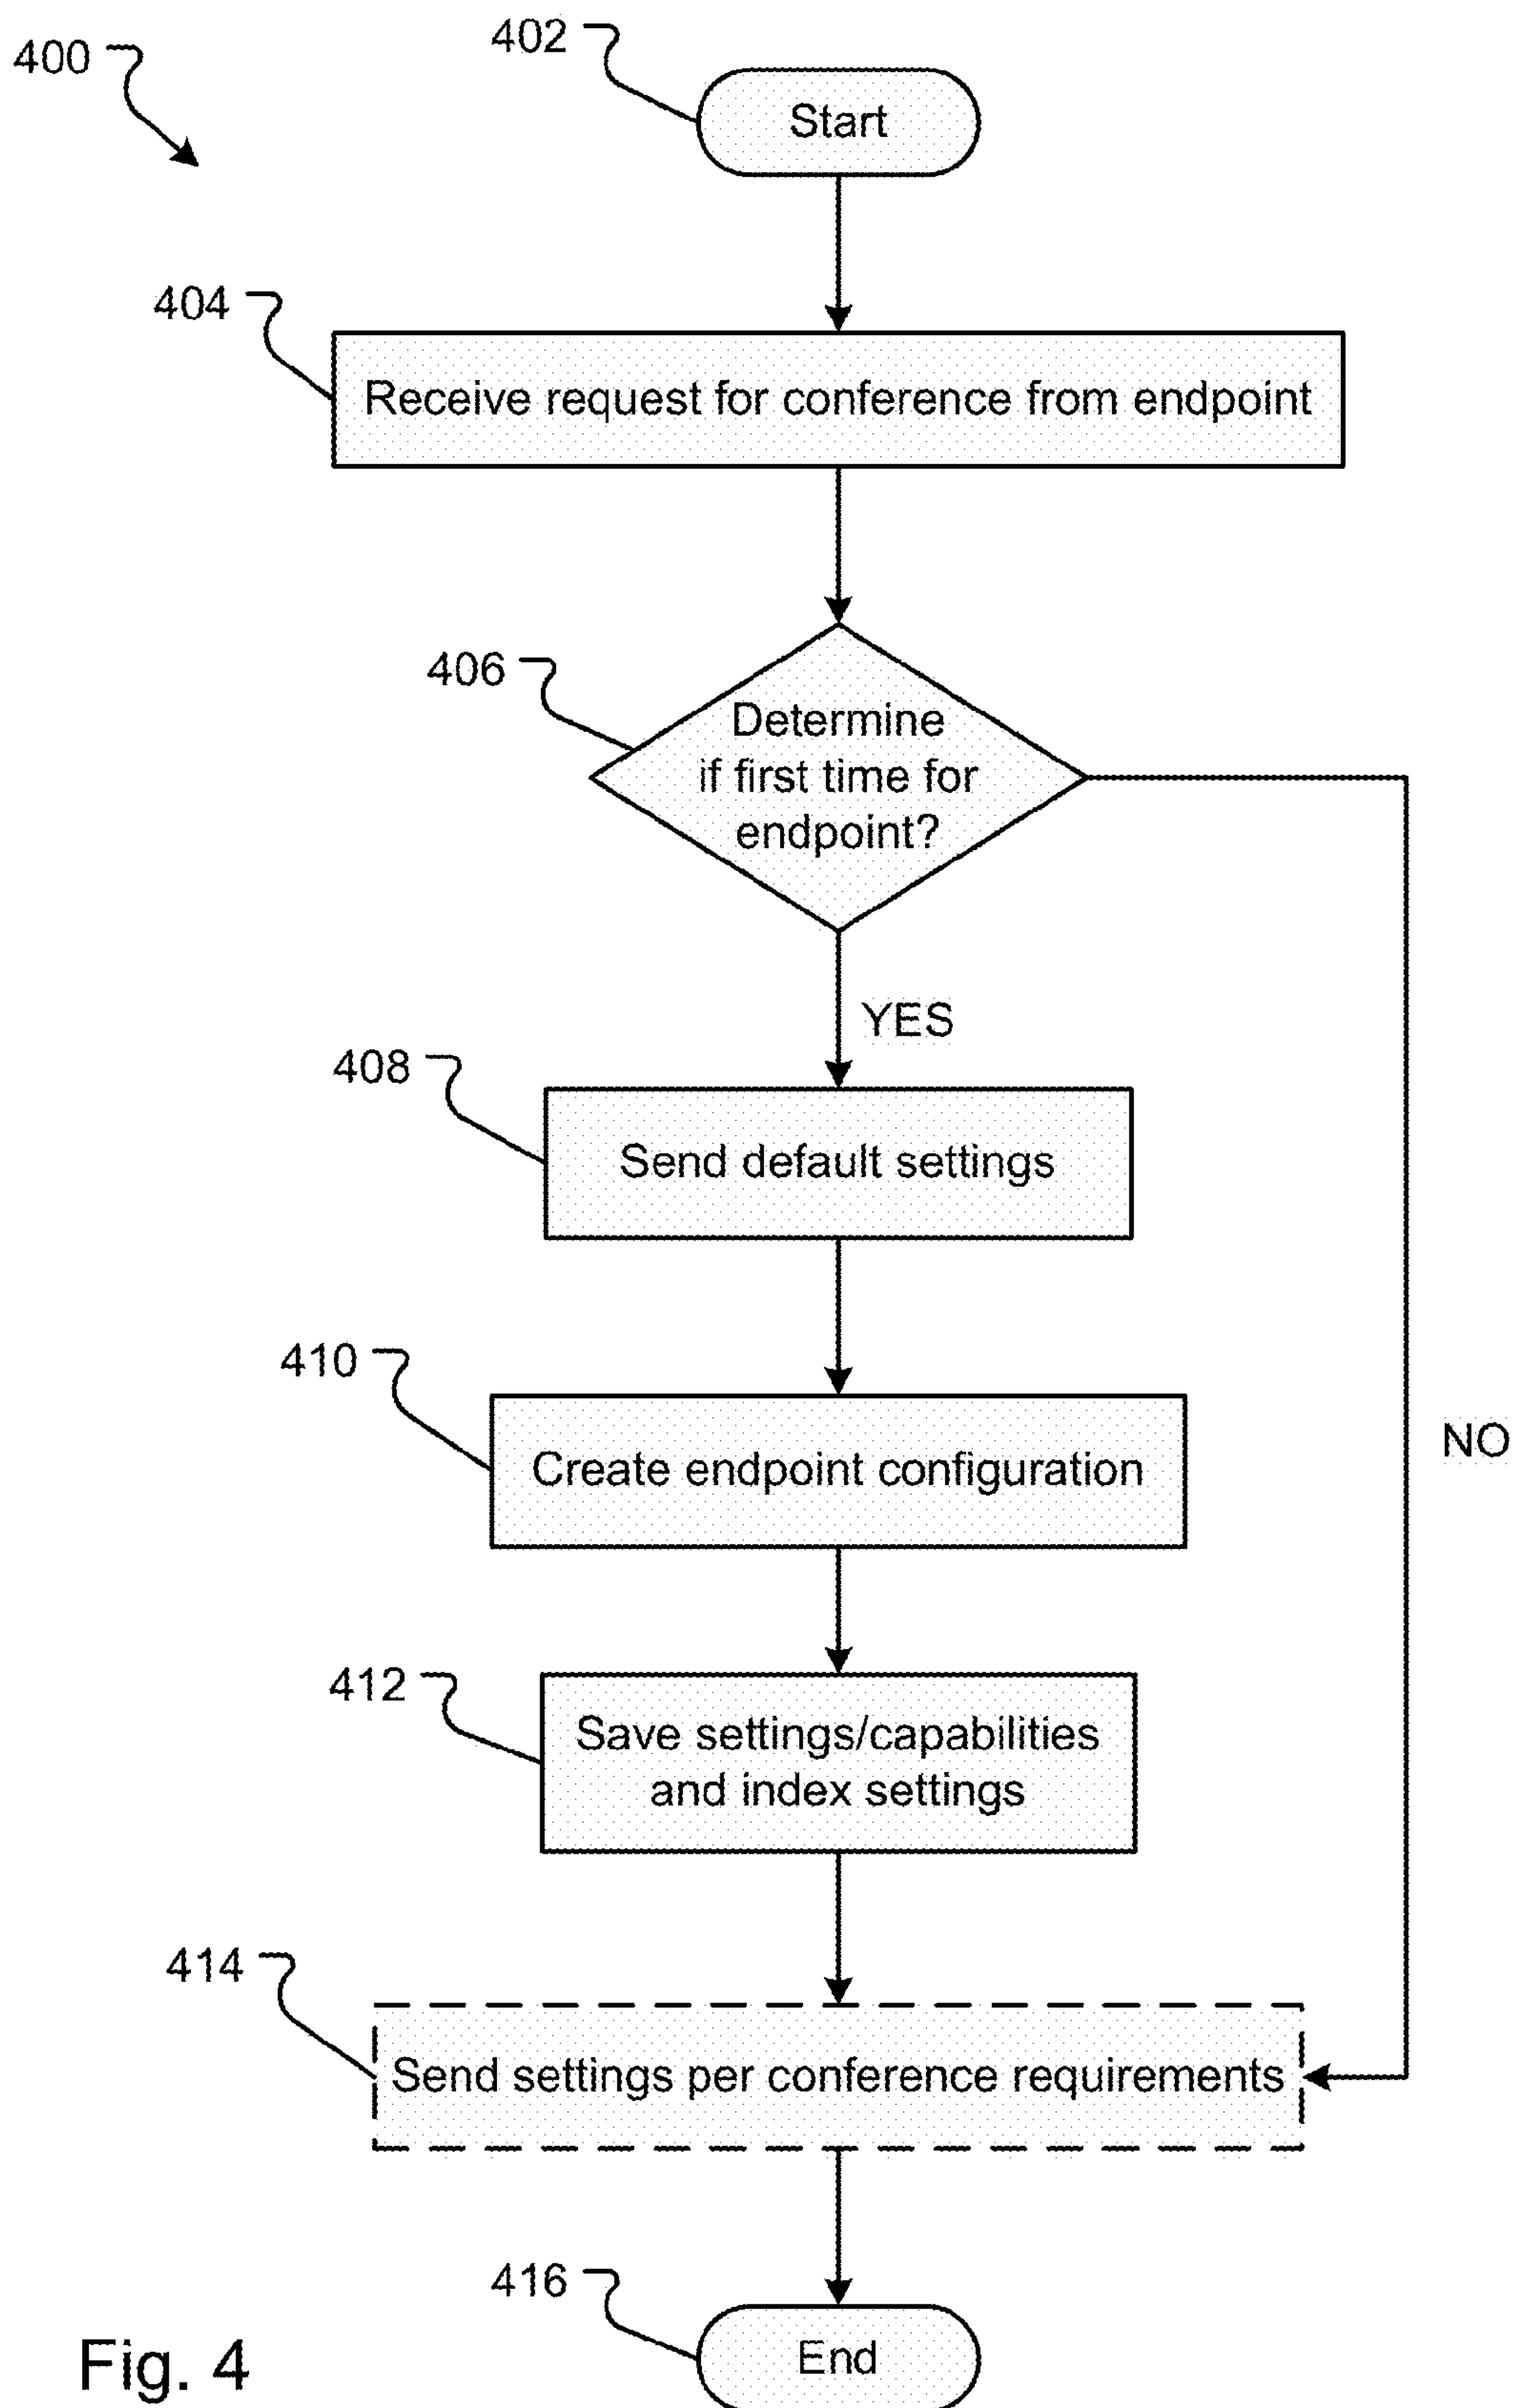 400
402
Start
404
Receive request for conference from endpoint
406
Determine
if first time for
endpoint?
YES
408
Send default settings
410
Create endpoint configuration
NO
412
Save settings/capabilities
and index settings
414
Send settings per conference requirements
416
End
Fig. 4